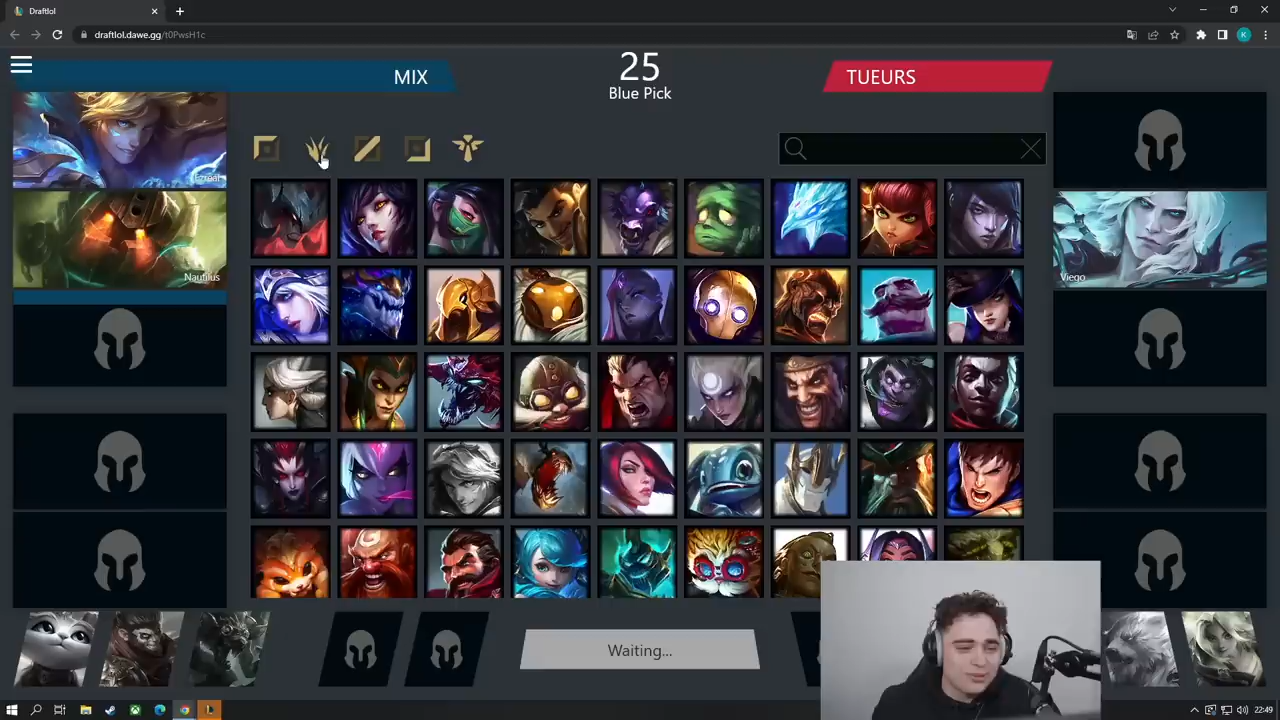 Draftlol
draftlol.dawe.gg/t0PwsH1c
K
MIX
25
Blue Pick
TUEURS
Ezreal
Nautilus
Viego
Waiting...
22:49